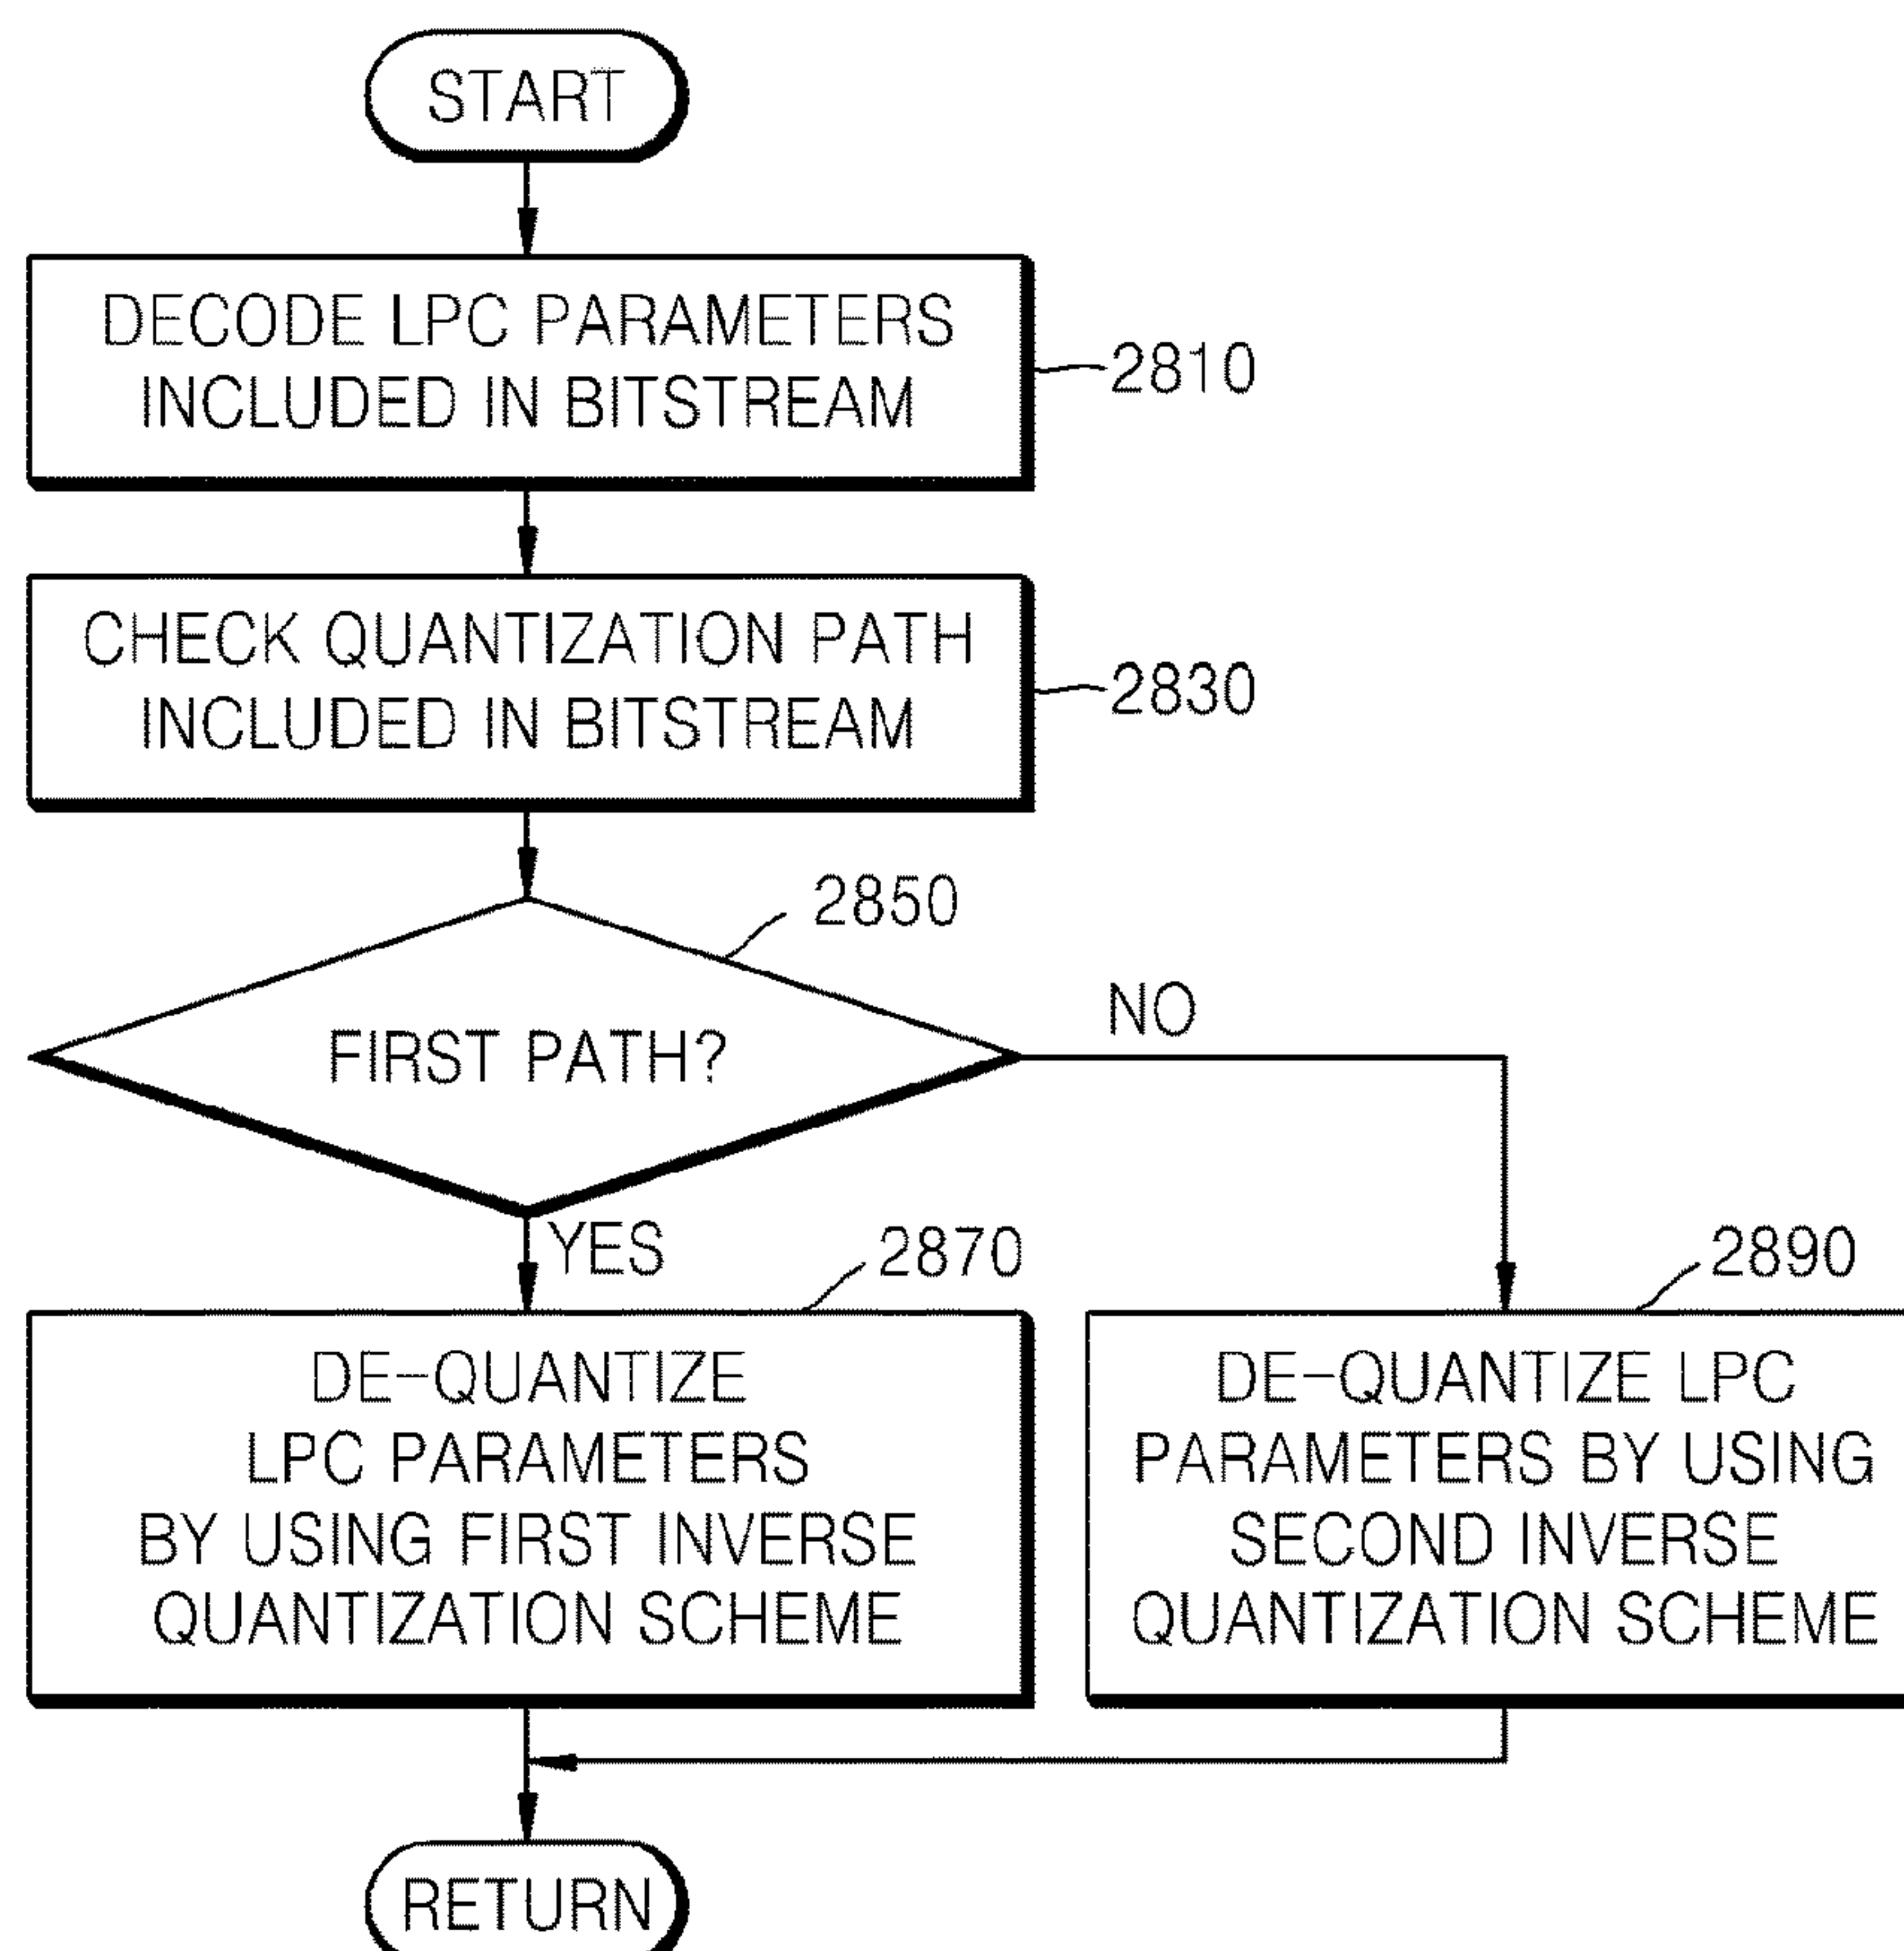 START
DECODE LPC PARAMETERS
INCLUDED IN BITSTREAM
2810
CHECK QUANTIZATION PATH
INCLUDED IN BITSTREAM
2830
2850
FIRST PATH?
NO
YES
2870
DE-QUANTIZE
LPC PARAMETERS
BY USING FIRST INVERSE
QUANTIZATION SCHEME
2890
DE-QUANTIZE LPC
PARAMETERS BY USING
SECOND INVERSE
QUANTIZATION SCHEME
RETURN